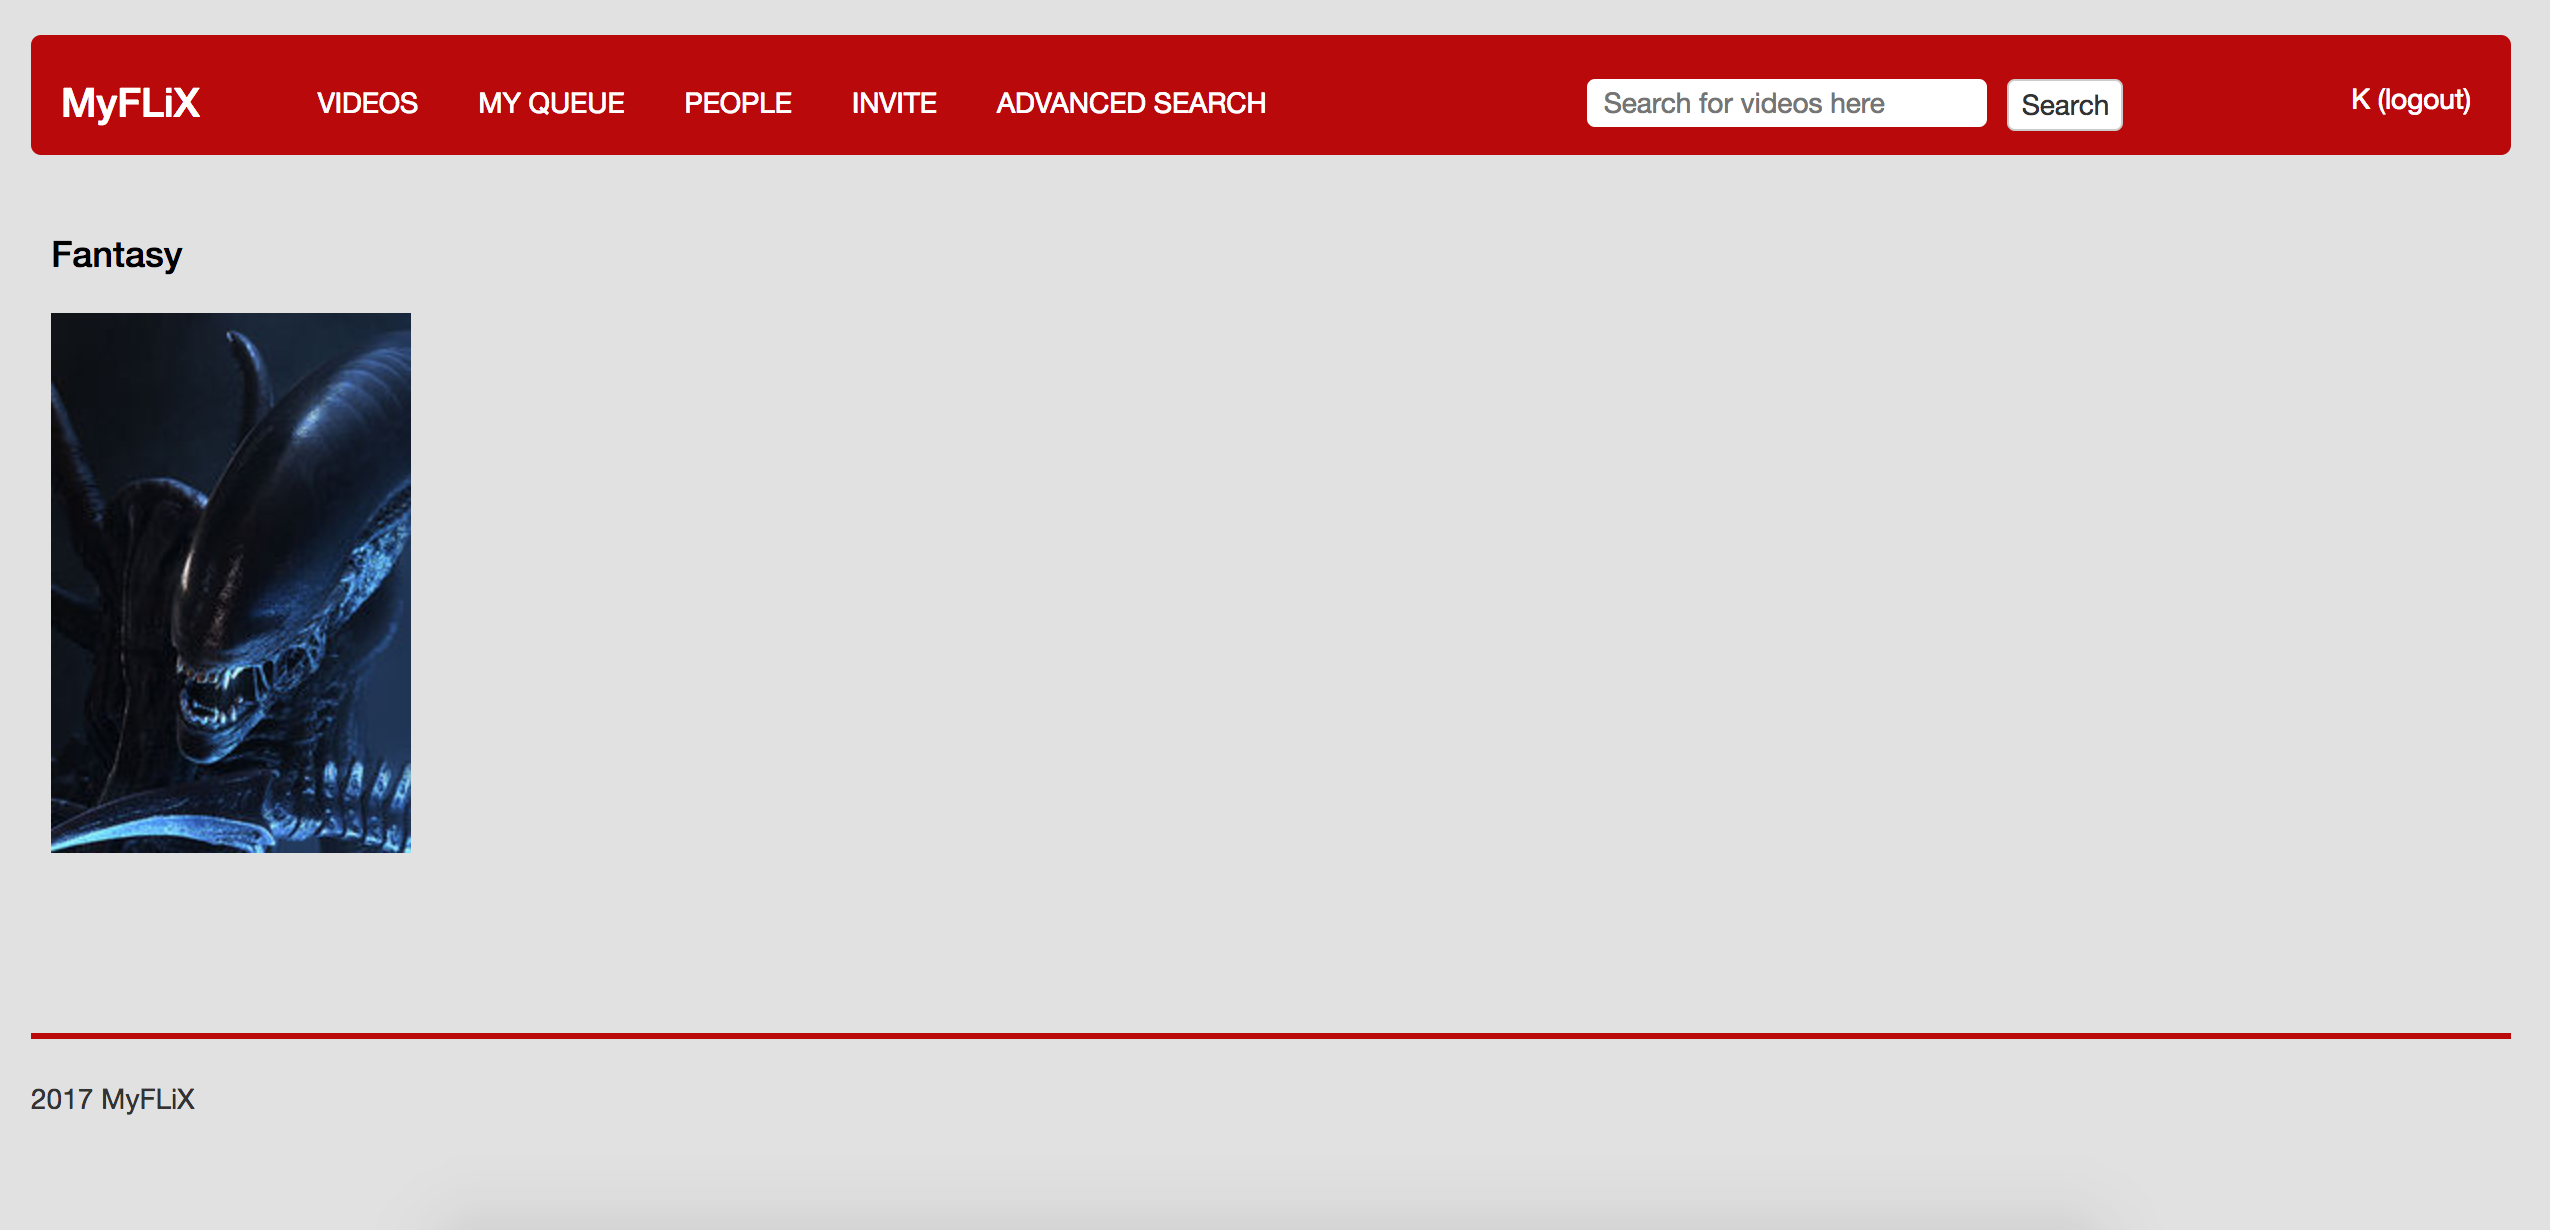 MyFLiX VIDEOS MY QUEUE PEOPLE INVITE ADVANCED SEARCH Search for videos here Search K (logout)
Fantasy
2017 MyFLiX